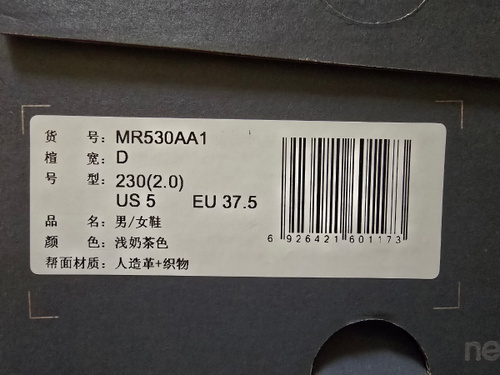 货 号: MR530AA1
楦 宽: D
号 型: 230(2.0)
US 5 EU 37.5
品 名: 男/女鞋
颜 色: 浅奶茶色
帮面材质: 人造革+织物
6 926421 601173
ne